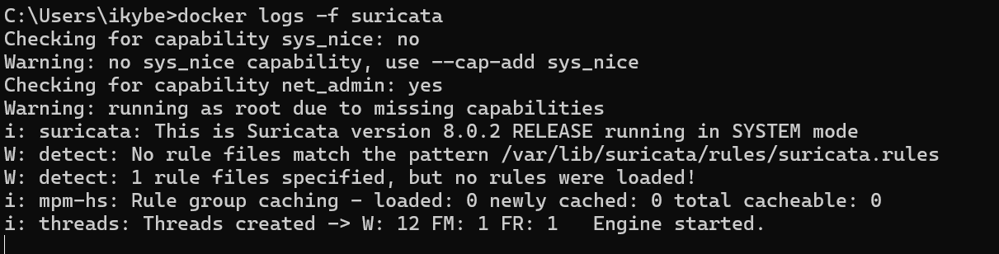 C:\Users\ikybe>docker logs -f suricata
Checking for capability sys_nice: no
Warning: no sys_nice capability, use --cap-add sys_nice
Checking for capability net_admin: yes
Warning: running as root due to missing capabilities
i: suricata: This is Suricata version 8.0.2 RELEASE running in SYSTEM mode
W: detect: No rule files match the pattern /var/lib/suricata/rules/suricata.rules
W: detect: 1 rule files specified, but no rules were loaded!
i: mpm-hs: Rule group caching - loaded: 0 newly cached: 0 total cacheable: 0
i: threads: Threads created -> W: 12 FM: 1 FR: 1   Engine started.